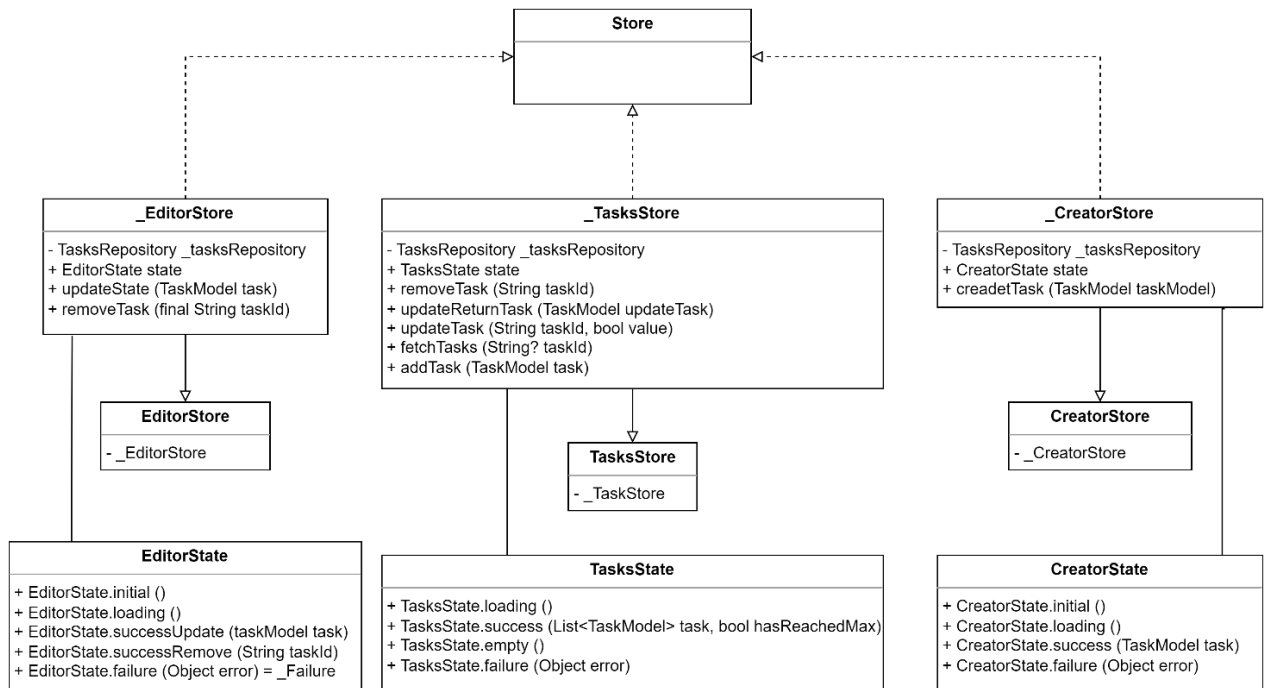 Store
_EditorStore
- TasksRepository _tasksRepository
+ EditorState state
+ updateState (TaskModel task)
+ removeTask (final String taskId)
_TasksStore
- TasksRepository _tasksRepository
+ TasksState state
+ removeTask (String taskId)
+ updateReturnTask (TaskModel updateTask)
+ updateTask (String taskId, bool value)
+ fetchTasks (String? taskId)
+ addTask (TaskModel task)
_CreatorStore
- TasksRepository _tasksRepository
+ CreatorState state
+ creadetTask (TaskModel taskModel)
EditorStore
- _EditorStore
TasksStore
- _TaskStore
CreatorStore
- _CreatorStore
EditorState
+ EditorState.initial ()
+ EditorState.loading ()
+ EditorState.successUpdate (taskModel task)
+ EditorState.successRemove (String taskId)
+ EditorState.failure (Object error) = _Failure
TasksState
+ TasksState.loading ()
+ TasksState.success (List<TaskModel> task, bool hasReachedMax)
+ TasksState.empty ()
+ TasksState.failure (Object error)
CreatorState
+ CreatorState.initial ()
+ CreatorState.loading ()
+ CreatorState.success (TaskModel task)
+ CreatorState.failure (Object error)